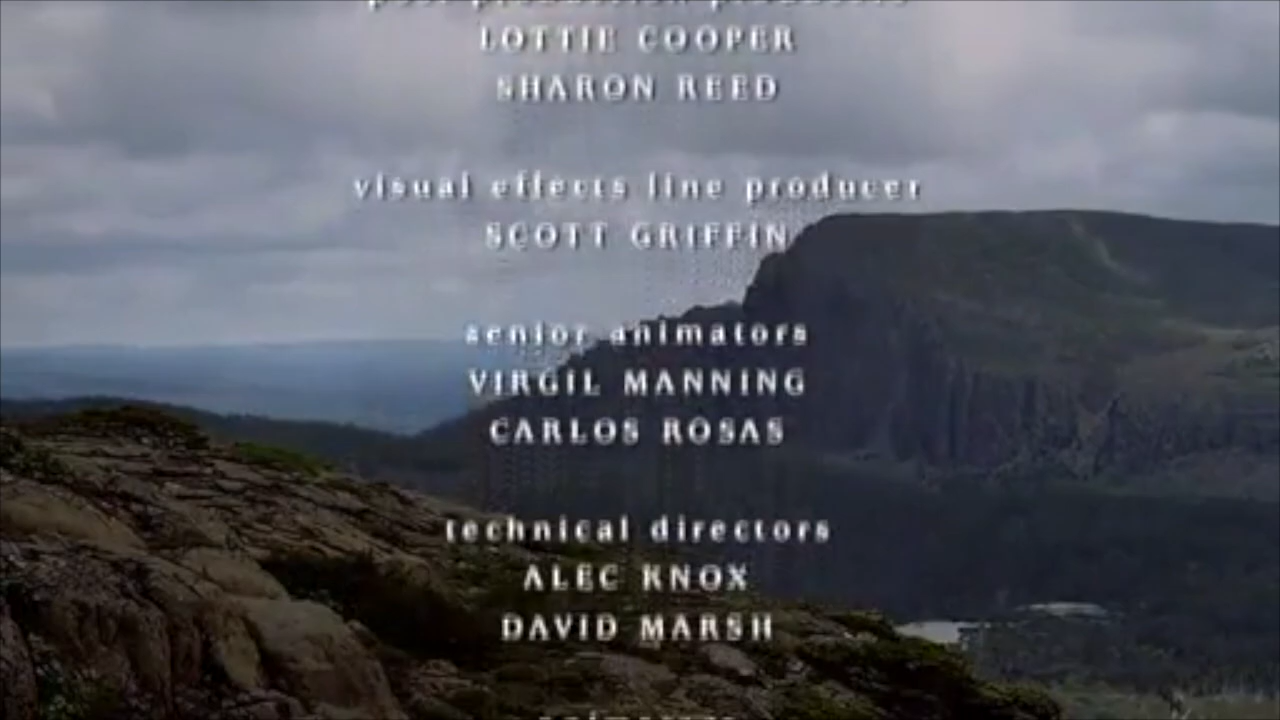 LOTTIE COOPER
SHARON REED
visual effects line producer
SCOTT GRIFFIN
senior animators
VIRGIL MANNING
CARLOS ROSAS
technical directors
ALEC KNOX
DAVID MARSH